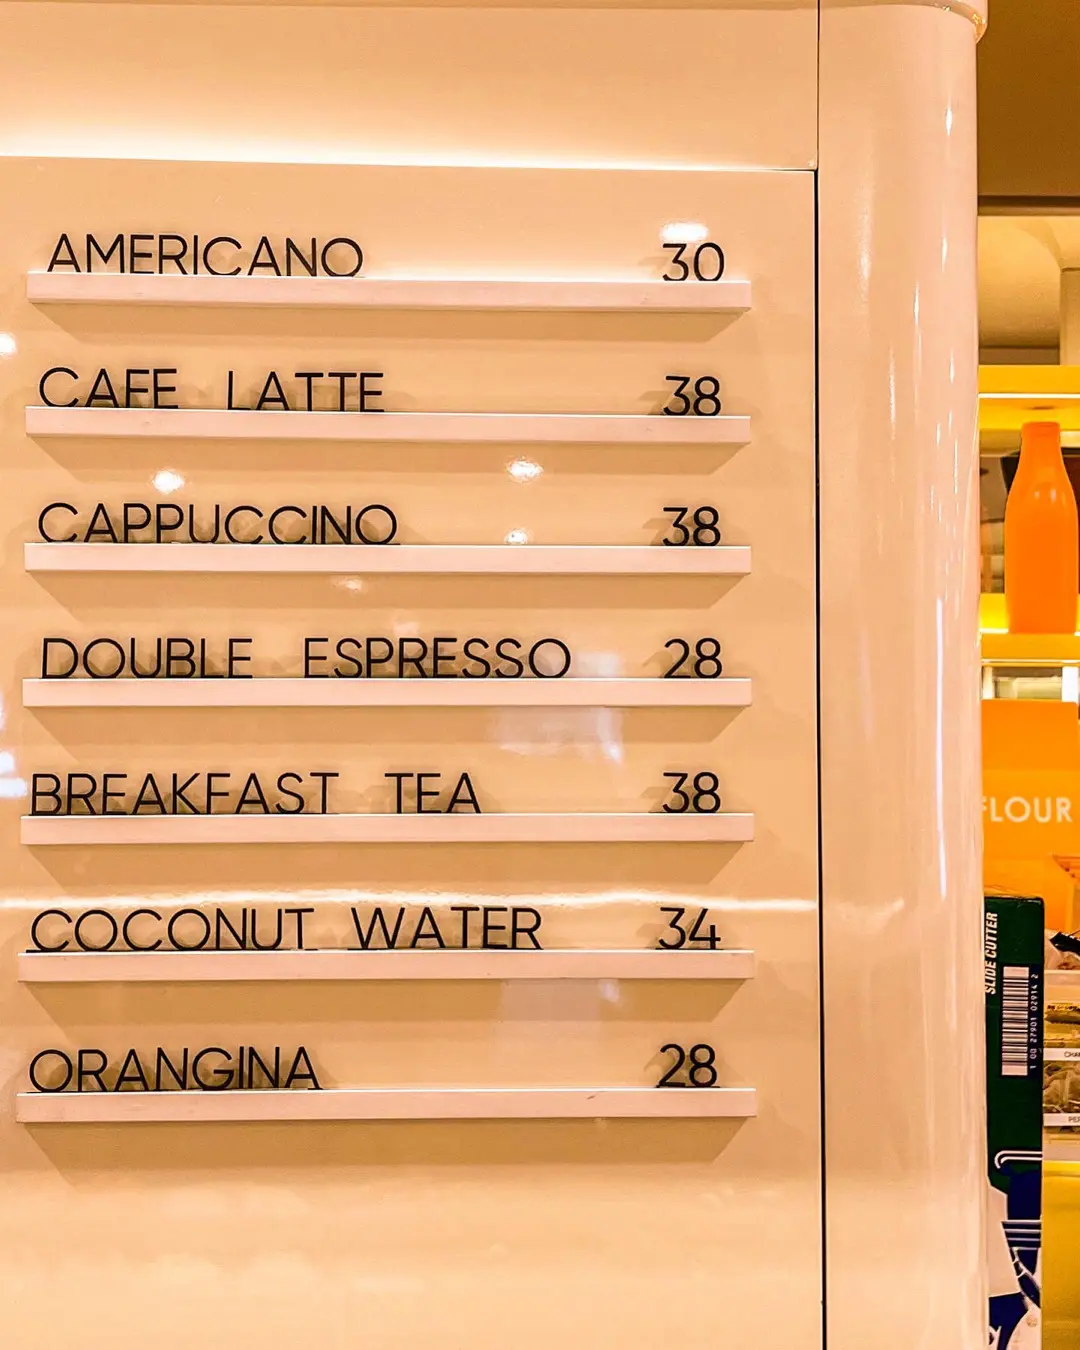 AMERICANO 30
CAFE LATTE 38
CAPPUCCINO 38
DOUBLE ESPRESSO 28
BREAKFAST TEA 38
COCONUT WATER 34
ORANGINA 28
FLOUR
SLIDE CUTTER